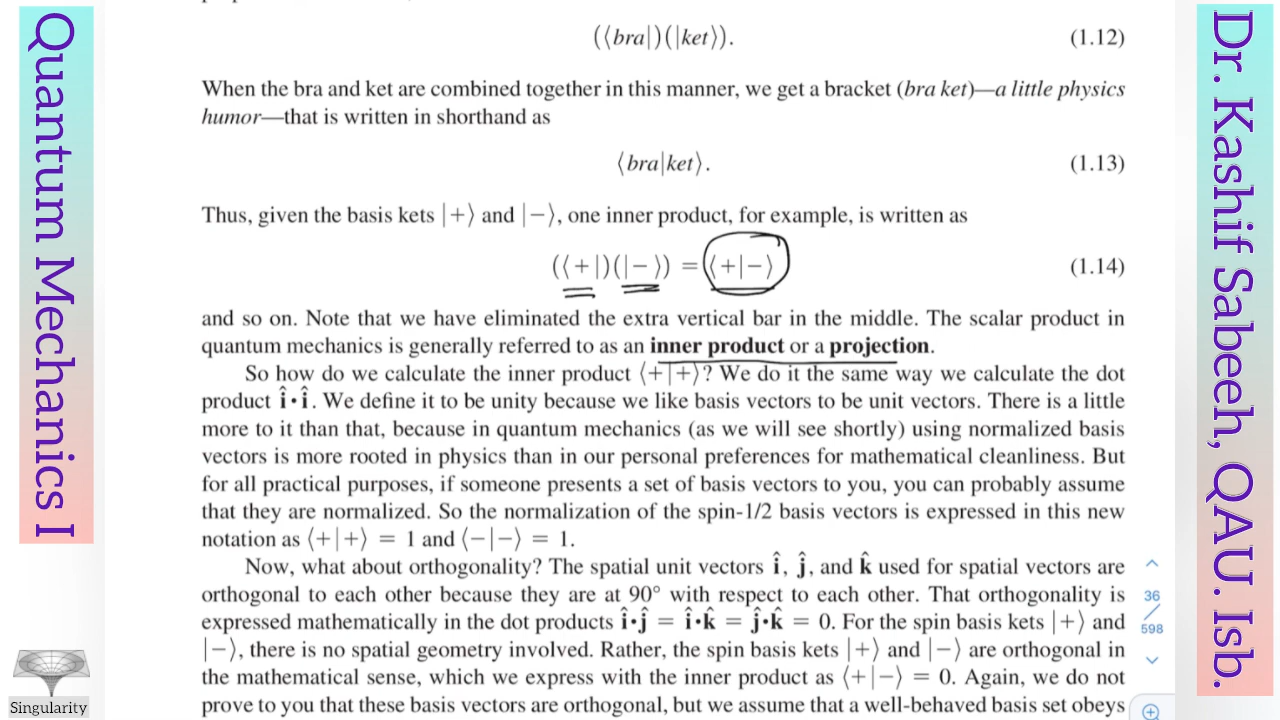 Quantum Mechanics I
(⟨bra|)(|ket⟩). (1.12)
When the bra and ket are combined together in this manner, we get a bracket (bra ket)—a little physics
humor—that is written in shorthand as
⟨bra|ket⟩. (1.13)
Thus, given the basis kets |+⟩ and |−⟩, one inner product, for example, is written as
(⟨+|)(|−⟩) = ⟨+|−⟩ (1.14)
and so on. Note that we have eliminated the extra vertical bar in the middle. The scalar product in
quantum mechanics is generally referred to as an inner product or a projection.
So how do we calculate the inner product ⟨+|+⟩? We do it the same way we calculate the dot
product î•î. We define it to be unity because we like basis vectors to be unit vectors. There is a little
more to it than that, because in quantum mechanics (as we will see shortly) using normalized basis
vectors is more rooted in physics than in our personal preferences for mathematical cleanliness. But
for all practical purposes, if someone presents a set of basis vectors to you, you can probably assume
that they are normalized. So the normalization of the spin-1/2 basis vectors is expressed in this new
notation as ⟨+|+⟩ = 1 and ⟨−|−⟩ = 1.
Now, what about orthogonality? The spatial unit vectors î, ĵ, and k̂ used for spatial vectors are
orthogonal to each other because they are at 90° with respect to each other. That orthogonality is
expressed mathematically in the dot products î•ĵ = î•k̂ = ĵ•k̂ = 0. For the spin basis kets |+⟩ and
|−⟩, there is no spatial geometry involved. Rather, the spin basis kets |+⟩ and |−⟩ are orthogonal in
the mathematical sense, which we express with the inner product as ⟨+|−⟩ = 0. Again, we do not
prove to you that these basis vectors are orthogonal, but we assume that a well-behaved basis set obeys
36
598
Singularity
Dr. Kashif Sabeeh, QAU. Isb.